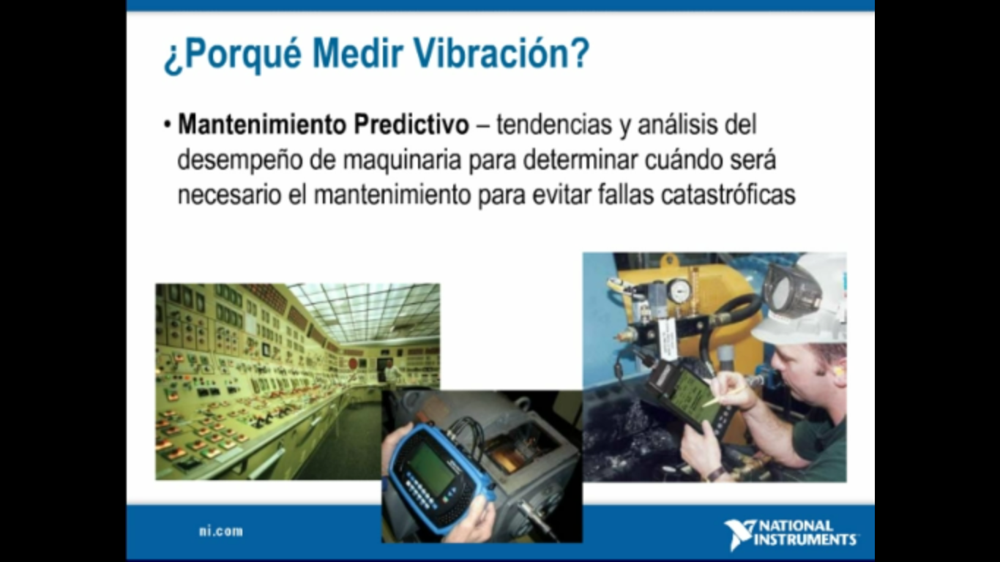 ¿Porqué Medir Vibración?
• Mantenimiento Predictivo – tendencias y análisis del
desempeño de maquinaria para determinar cuándo será
necesario el mantenimiento para evitar fallas catastróficas
ni.com
NATIONAL
INSTRUMENTS